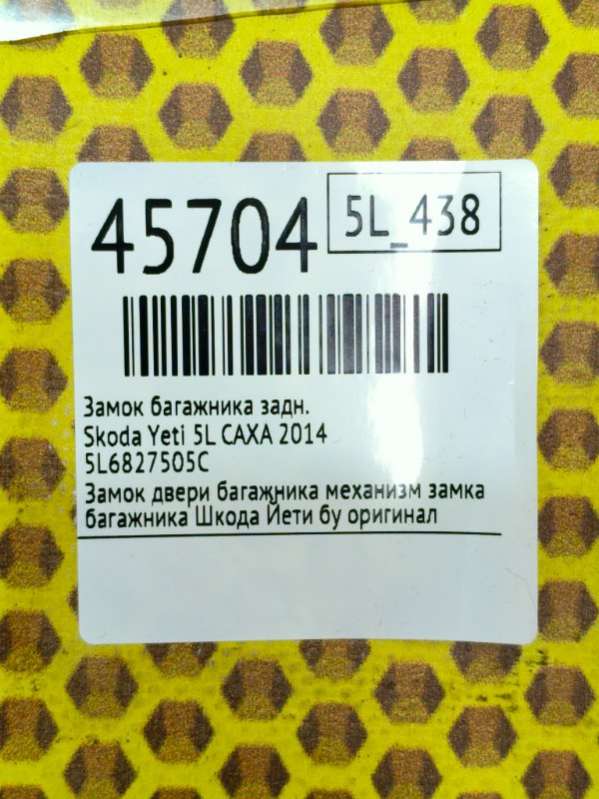 45704
5L_438
Замок багажника задн.
Skoda Yeti 5L CAXA 2014
5L6827505C
Замок двери багажника механизм замка
багажника Шкода Йети бу оригинал